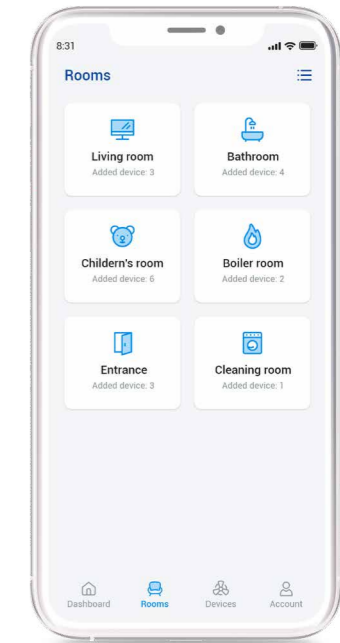 8:31
Rooms
Living room
Added device: 3
Bathroom
Added device: 4
Childern's room
Added device: 6
Boiler room
Added device: 2
Entrance
Added device: 3
Cleaning room
Added device: 1
Dashboard
Rooms
Devices
Account